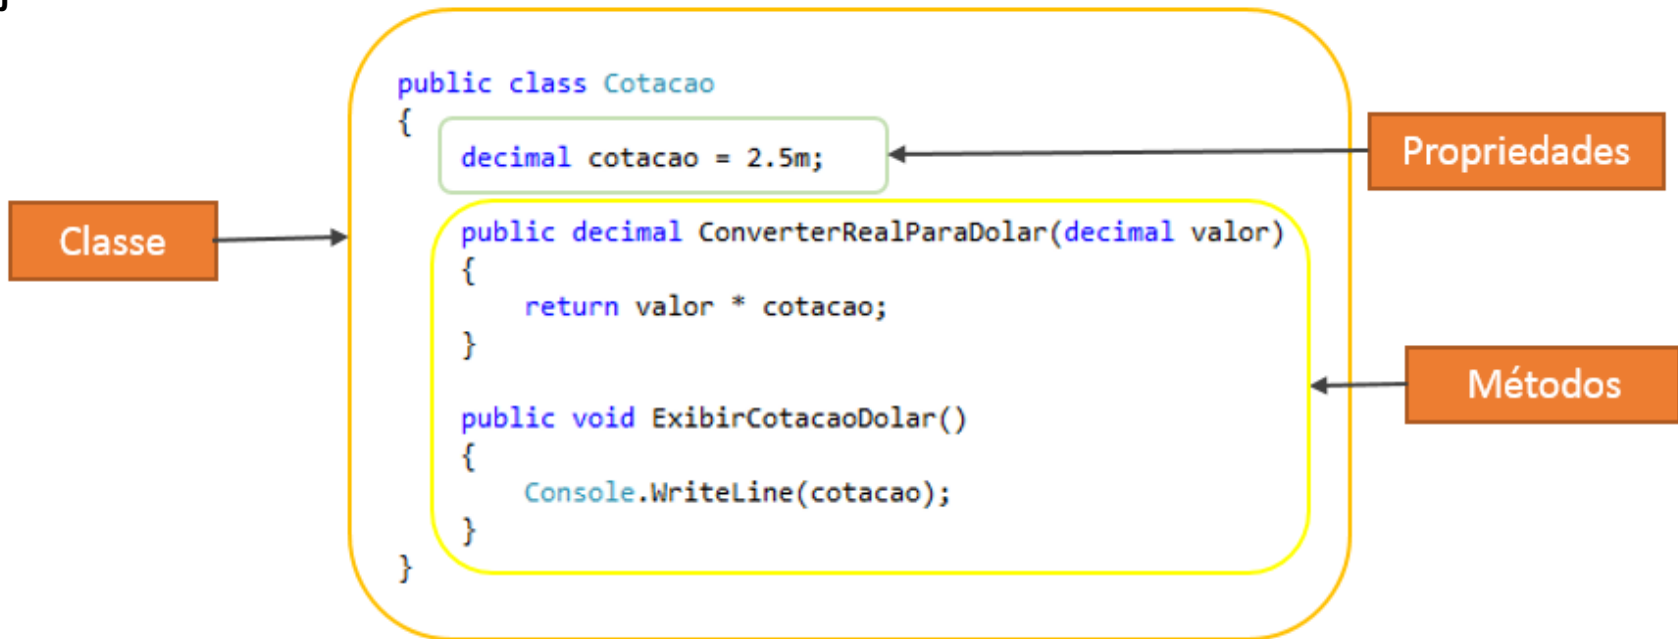 public class Cotacao
{
decimal cotacao = 2.5m;
Propriedades
Classe
public decimal ConverterRealParaDolar(decimal valor)
{
return valor * cotacao;
}
Métodos
public void ExibirCotacaoDolar()
{
Console.WriteLine(cotacao);
}
}